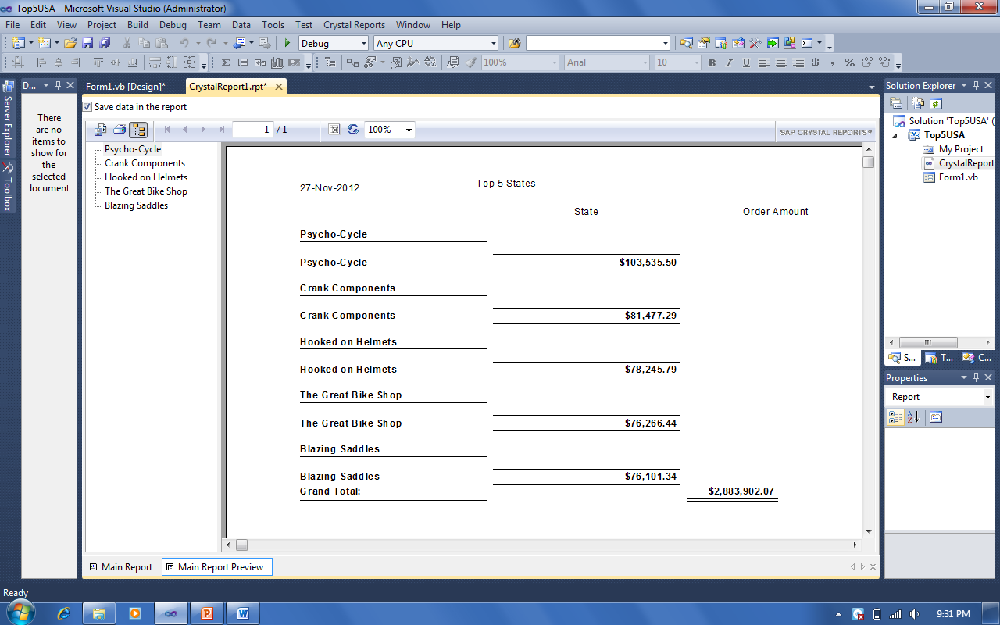 Top5USA - Microsoft Visual Studio (Administrator)
File Edit View Project Build Debug Team Data Tools Test Crystal Reports Window Help
Debug Any CPU
100% Arial 10 B I U $ , %
D...
Form1.vb [Design]* CrystalReport1.rpt*
Solution Explorer
Server Explorer
Toolbox
There
are no
items to
show for
the
selected
locument
Save data in the report
1 / 1 100% SAP CRYSTAL REPORTS®
Psycho-Cycle
Crank Components
Hooked on Helmets
The Great Bike Shop
Blazing Saddles
27-Nov-2012 Top 5 States
State Order Amount
Psycho-Cycle
Psycho-Cycle $103,535.50
Crank Components
Crank Components $81,477.29
Hooked on Helmets
Hooked on Helmets $78,245.79
The Great Bike Shop
The Great Bike Shop $76,266.44
Blazing Saddles
Blazing Saddles $76,101.34
Grand Total: $2,883,902.07
Main Report Main Report Preview
Solution 'Top5USA' (
Top5USA
My Project
CrystalReport
Form1.vb
S... T... C...
Properties
Report
Ready
9:31 PM